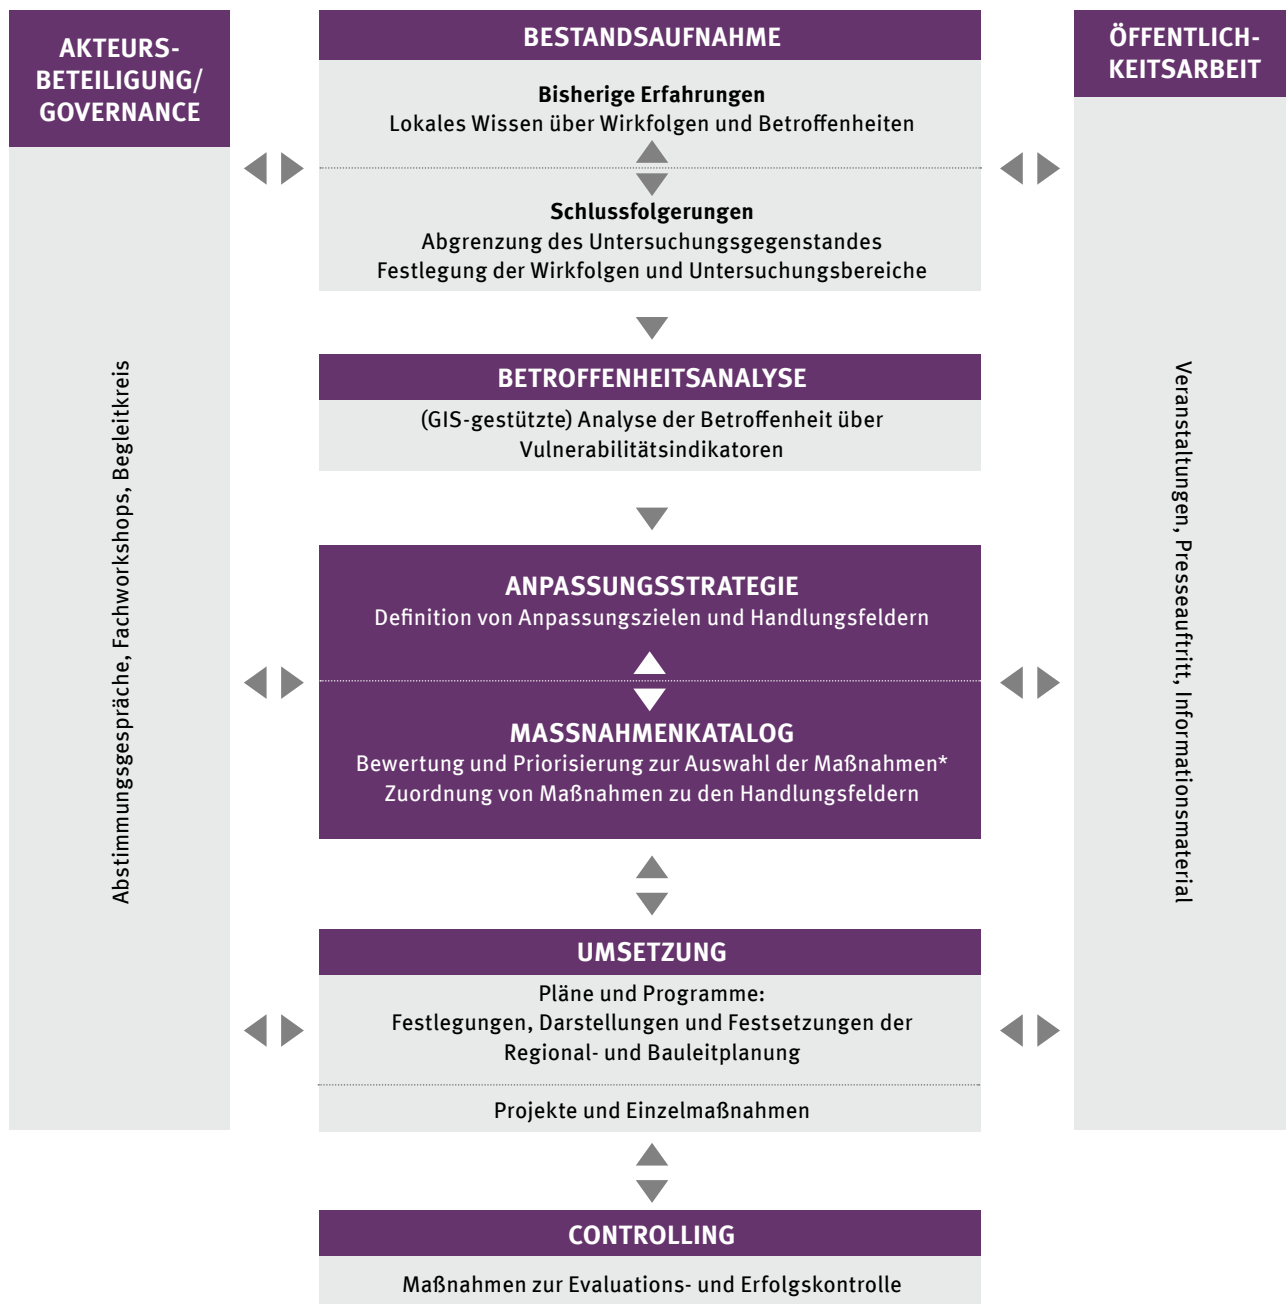 AKTEURS-
BETEILIGUNG/
GOVERNANCE
Abstimmungsgespräche, Fachworkshops, Begleitkreis
BESTANDSAUFNAHME
Bisherige Erfahrungen
Lokales Wissen über Wirkfolgen und Betroffenheiten
Schlussfolgerungen
Abgrenzung des Untersuchungsgegenstandes
Festlegung der Wirkfolgen und Untersuchungsbereiche
BETROFFENHEITSANALYSE
(GIS-gestützte) Analyse der Betroffenheit über
Vulnerabilitätsindikatoren
ANPASSUNGSSTRATEGIE
Definition von Anpassungszielen und Handlungsfeldern
MASSNAHMENKATALOG
Bewertung und Priorisierung zur Auswahl der Maßnahmen*
Zuordnung von Maßnahmen zu den Handlungsfeldern
UMSETZUNG
Pläne und Programme:
Festlegungen, Darstellungen und Festsetzungen der
Regional- und Bauleitplanung
Projekte und Einzelmaßnahmen
CONTROLLING
Maßnahmen zur Evaluations- und Erfolgskontrolle
ÖFFENTLICH-
KEITSARBEIT
Veranstaltungen, Presseauftritt, Informationsmaterial